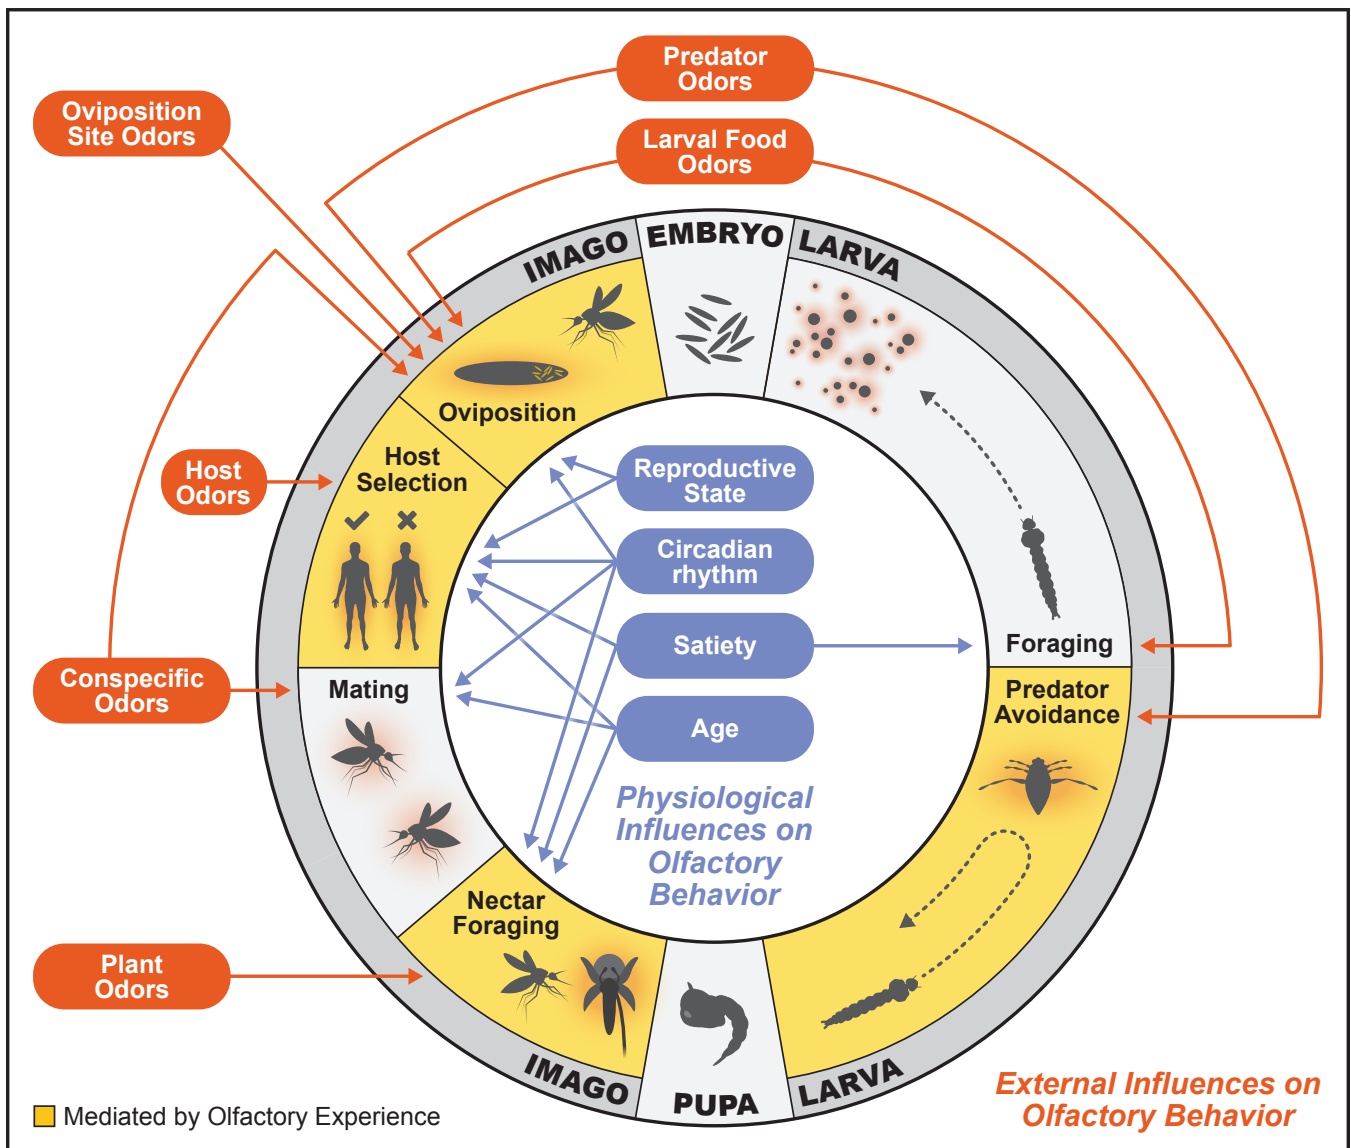 Predator
Odors
Oviposition
Site Odors
Larval Food
Odors
IMAGO
EMBRYO
LARVA
Oviposition
Host
Selection
Host
Odors
Reproductive
State
Circadian
rhythm
Satiety
Age
Foraging
Conspecific
Odors
Mating
Predator
Avoidance
Physiological
Influences on
Olfactory
Behavior
Nectar
Foraging
Plant
Odors
IMAGO
PUPA
LARVA
External Influences on
Olfactory Behavior
Mediated by Olfactory Experience